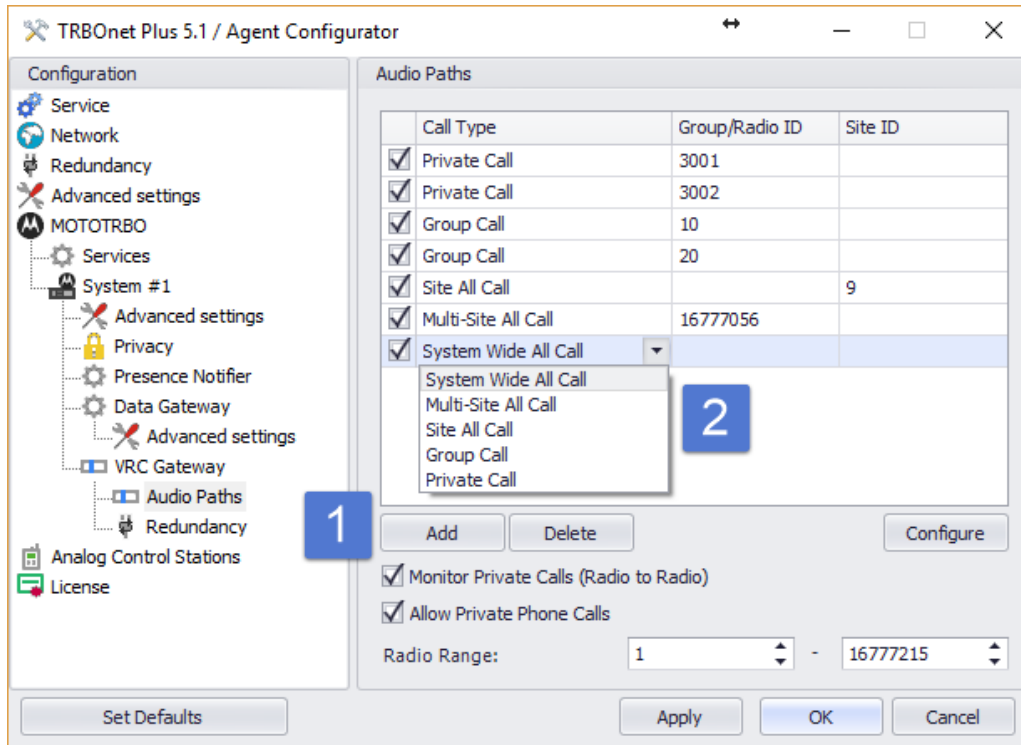 TRBOnet Plus 5.1 / Agent Configurator
Configuration
Service
Network
Redundancy
Advanced settings
MOTOTRBO
Services
System #1
Advanced settings
Privacy
Presence Notifier
Data Gateway
Advanced settings
VRC Gateway
Audio Paths
Redundancy
Analog Control Stations
License
Audio Paths
Call Type Group/Radio ID Site ID
Private Call 3001
Private Call 3002
Group Call 10
Group Call 20
Site All Call 9
Multi-Site All Call 16777056
System Wide All Call
System Wide All Call
Multi-Site All Call
Site All Call
Group Call
Private Call
2
1
Add Delete Configure
Monitor Private Calls (Radio to Radio)
Allow Private Phone Calls
Radio Range: 1 - 16777215
Set Defaults Apply OK Cancel